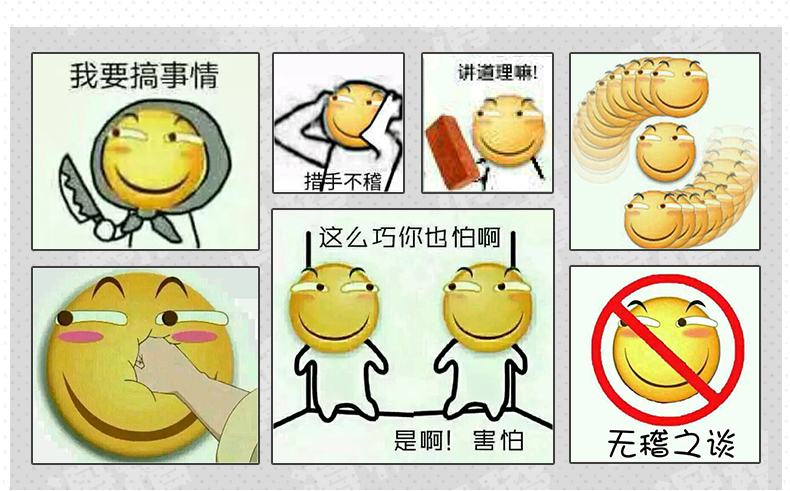 我要搞事情
措手不稽
讲道理嘛!
这么巧你也怕啊
是啊! 害怕
无稽之谈